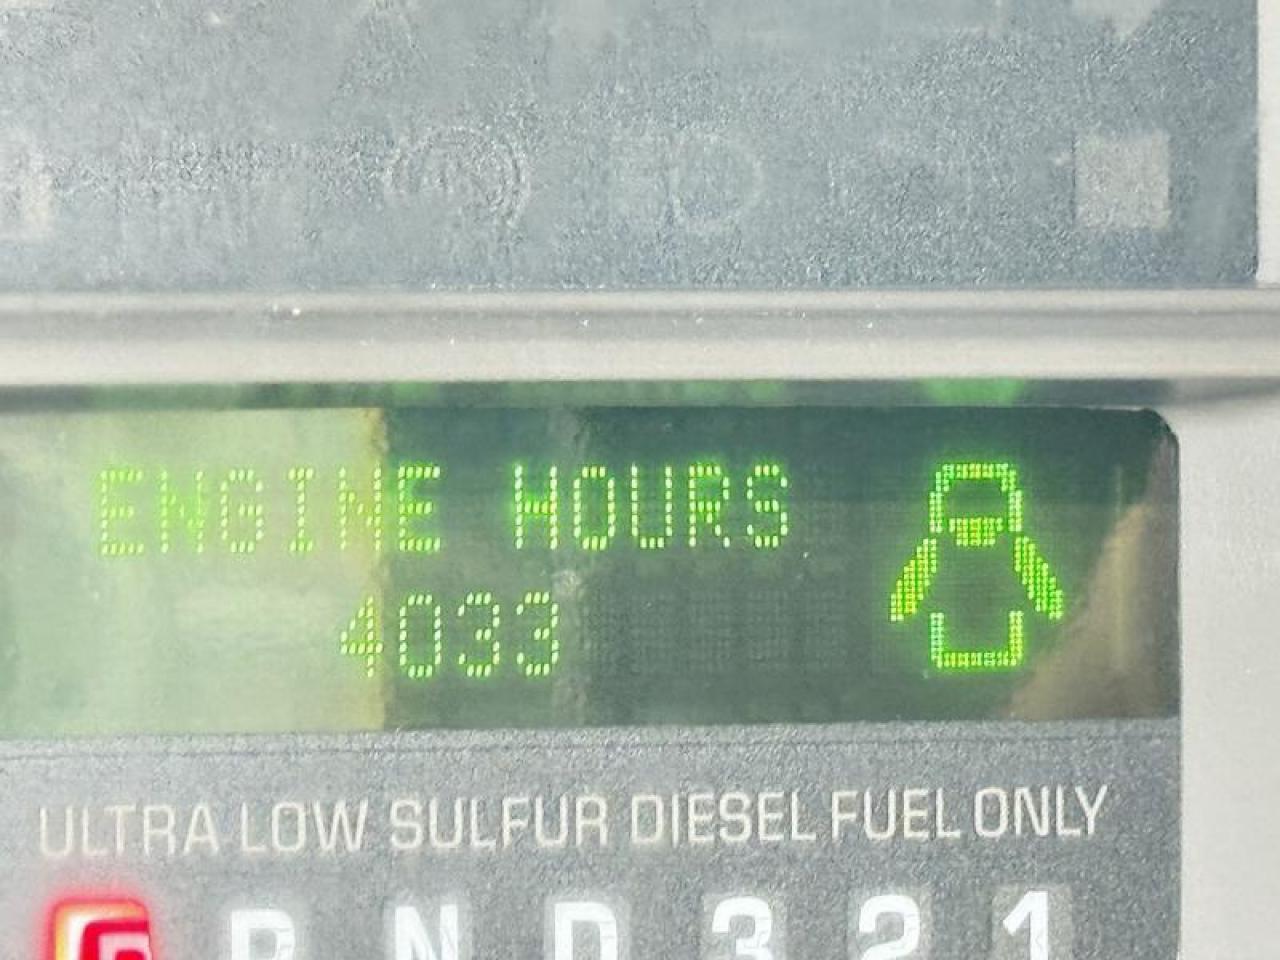 ENGINE HOURS
4033
ULTRA LOW SULFUR DIESEL FUEL ONLY
P R N D 3 2 1